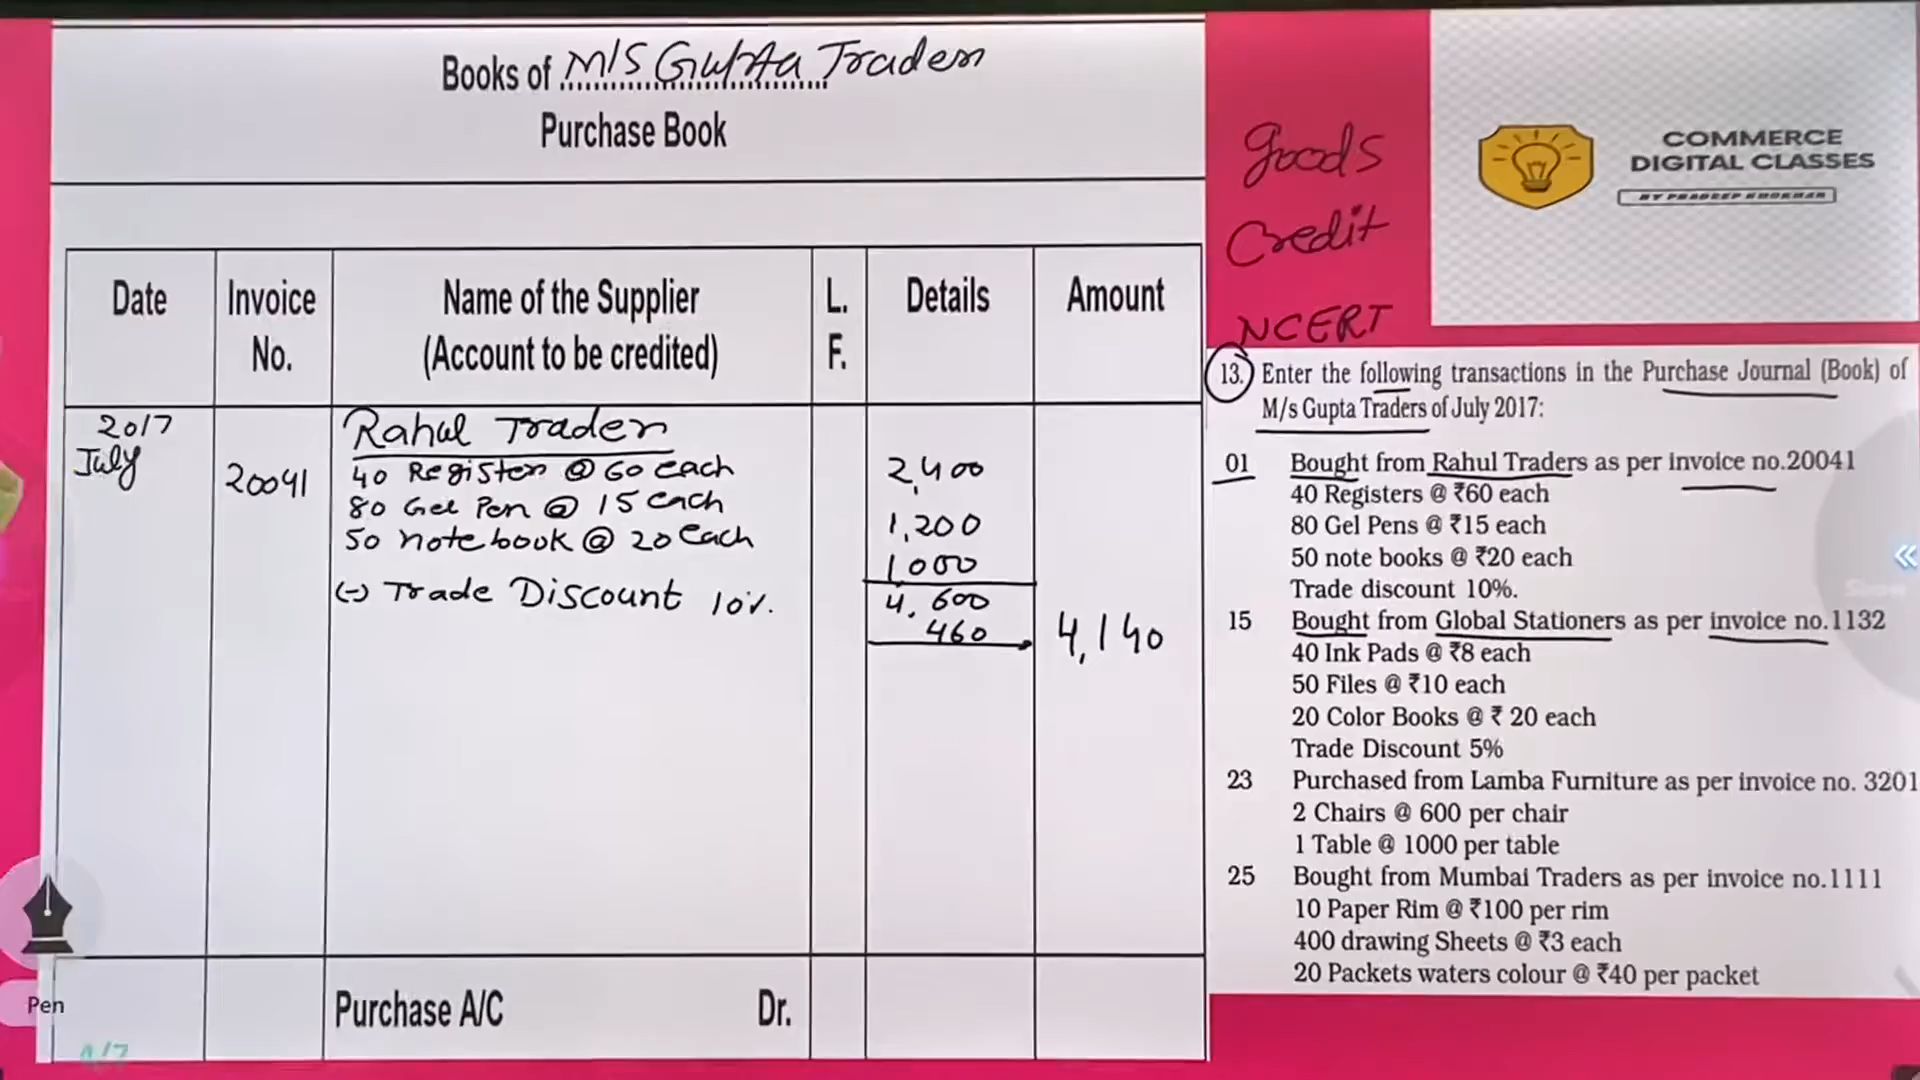 Books of M/S Gupta Traders
Purchase Book
Date
Invoice
No.
Name of the Supplier
(Account to be credited)
L.
F.
Details
Amount
2017
July
20041
Rahul Traders
40 Registers @ 60 each
80 Gel Pen @ 15 each
50 notebook @ 20 each
(-) Trade Discount 10%.
2,400
1,200
1000
4,600
460
4,140
Purchase A/C Dr.
Pen
goods
Credit
NCERT
COMMERCE
DIGITAL CLASSES
BY PRADEEP KHOKHAR
13. Enter the following transactions in the Purchase Journal (Book) of
M/s Gupta Traders of July 2017:
01 Bought from Rahul Traders as per invoice no.20041
40 Registers @ ₹60 each
80 Gel Pens @ ₹15 each
50 note books @ ₹20 each
Trade discount 10%.
15 Bought from Global Stationers as per invoice no.1132
40 Ink Pads @ ₹8 each
50 Files @ ₹10 each
20 Color Books @ ₹ 20 each
Trade Discount 5%
23 Purchased from Lamba Furniture as per invoice no. 3201
2 Chairs @ 600 per chair
1 Table @ 1000 per table
25 Bought from Mumbai Traders as per invoice no.1111
10 Paper Rim @ ₹100 per rim
400 drawing Sheets @ ₹3 each
20 Packets waters colour @ ₹40 per packet